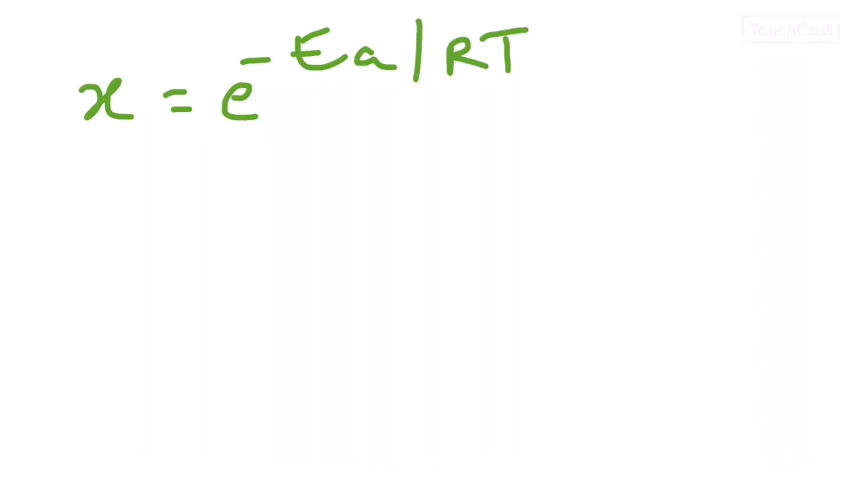 TouchCast
x = e^{-Ea/RT}